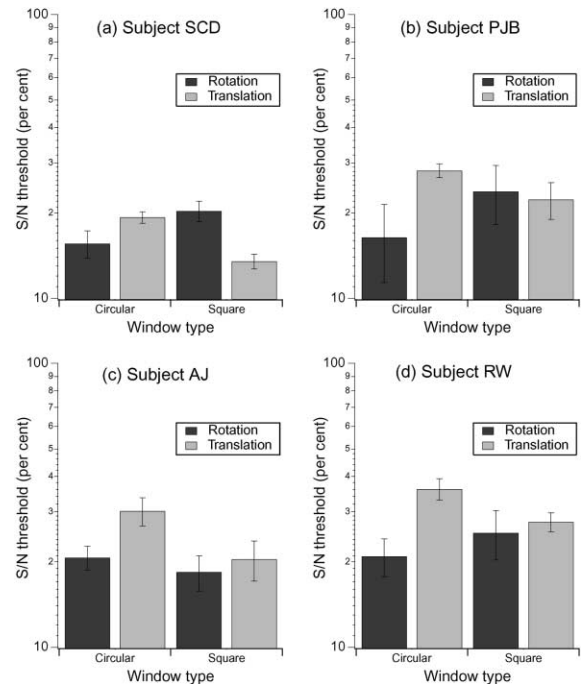 (a) Subject SCD
100
9
8
7
6
5
4
3
2
10
S/N threshold (per cent)
Rotation
Translation
Circular
Square
Window type
(b) Subject PJB
100
9
8
7
6
5
4
3
2
10
S/N threshold (per cent)
Rotation
Translation
Circular
Square
Window type
(c) Subject AJ
100
9
8
7
6
5
4
3
2
10
S/N threshold (per cent)
Rotation
Translation
Circular
Square
Window type
(d) Subject RW
100
9
8
7
6
5
4
3
2
10
S/N threshold (per cent)
Rotation
Translation
Circular
Square
Window type